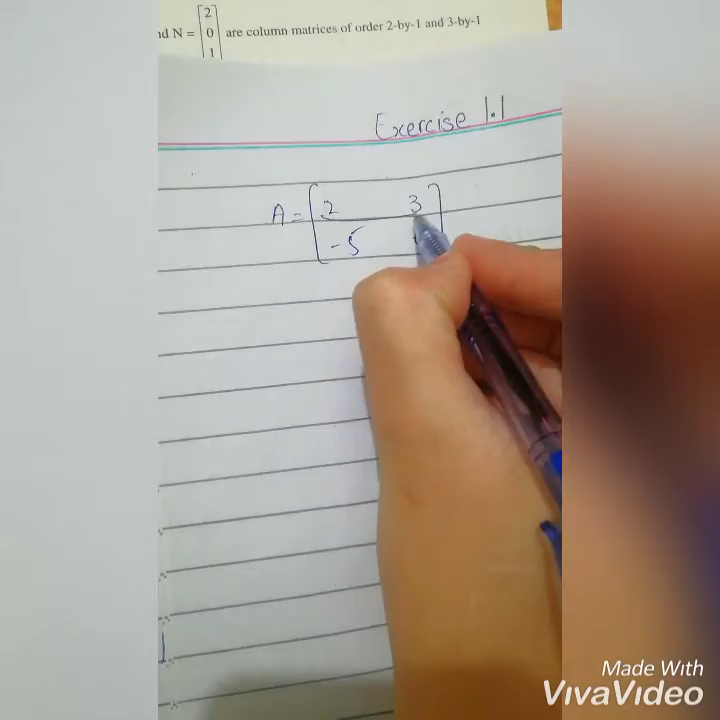 nd N = [2
0 are column matrices of order 2-by-1 and 3-by-1
1]
Exercise 1.1
A = [2 3
-5
Made With
VivaVideo